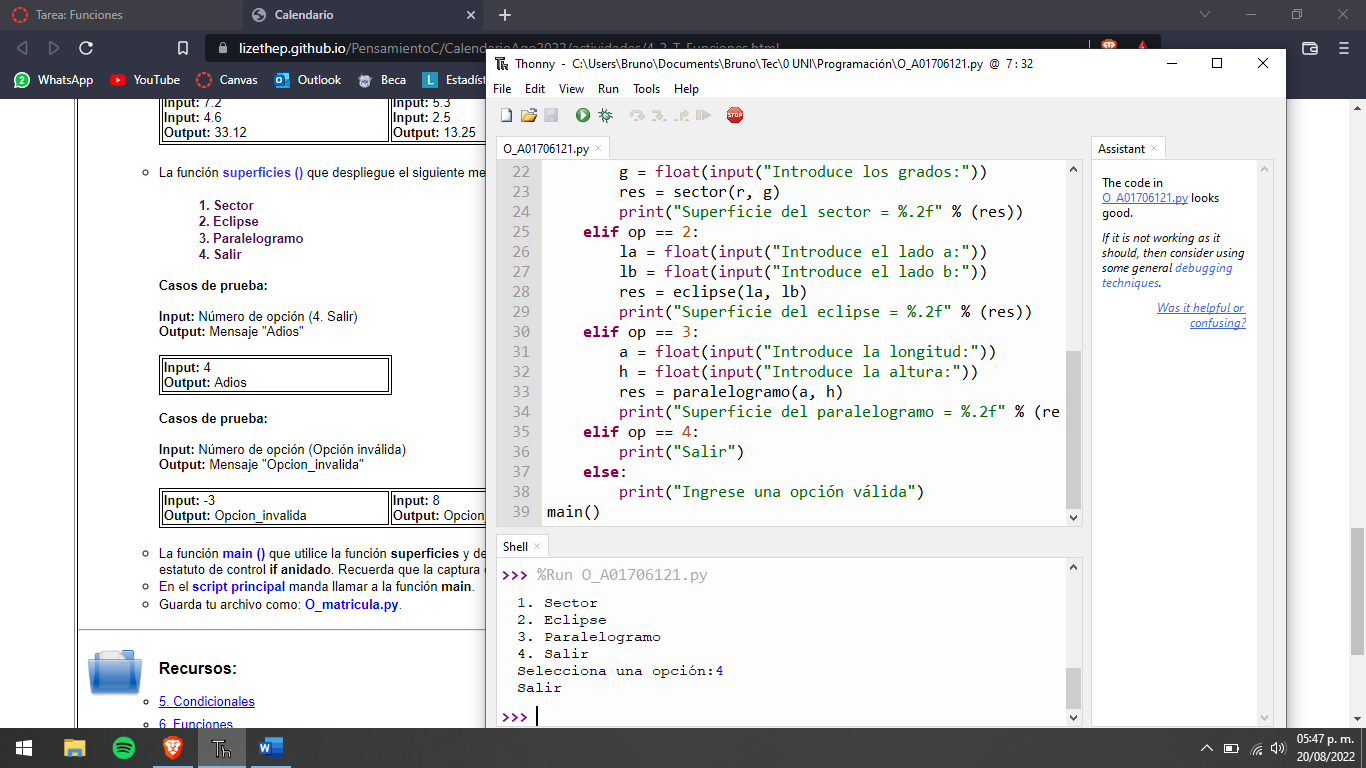 Tarea: Funciones
Calendario
lizethep.github.io/PensamientoC/CalendarioAgo2022/actividades/4_2_T_Funciones.html
WhatsApp
YouTube
Canvas
Outlook
Beca
Estadíst
Input: 7.2
Input: 4.6
Output: 33.12
Input: 5.3
Input: 2.5
Output: 13.25
La función superficies () que despliegue el siguiente me
1. Sector
2. Eclipse
3. Paralelogramo
4. Salir
Casos de prueba:
Input: Número de opción (4. Salir)
Output: Mensaje "Adios"
Input: 4
Output: Adios
Casos de prueba:
Input: Número de opción (Opción inválida)
Output: Mensaje "Opcion_invalida"
Input: -3
Output: Opcion_invalida
Input: 8
Output: Opcion
La función main () que utilice la función superficies y de
estatuto de control if anidado. Recuerda que la captura
En el script principal manda llamar a la función main.
Guarda tu archivo como: O_matricula.py.
Recursos:
5. Condicionales
6. Funciones
Thonny - C:\Users\Bruno\Documents\Bruno\Tec\0 UNI\Programación\O_A01706121.py @ 7 : 32
File Edit View Run Tools Help
STOP
O_A01706121.py
22 g = float(input("Introduce los grados:"))
23 res = sector(r, g)
24 print("Superficie del sector = %.2f" % (res))
25 elif op == 2:
26 la = float(input("Introduce el lado a:"))
27 lb = float(input("Introduce el lado b:"))
28 res = eclipse(la, lb)
29 print("Superficie del eclipse = %.2f" % (res))
30 elif op == 3:
31 a = float(input("Introduce la longitud:"))
32 h = float(input("Introduce la altura:"))
33 res = paralelogramo(a, h)
34 print("Superficie del paralelogramo = %.2f" % (re
35 elif op == 4:
36 print("Salir")
37 else:
38 print("Ingrese una opción válida")
39 main()
Shell
>>> %Run O_A01706121.py
1. Sector
2. Eclipse
3. Paralelogramo
4. Salir
Selecciona una opción:4
Salir
>>>
Assistant
The code in
O_A01706121.py looks
good.
If it is not working as it
should, then consider using
some general debugging
techniques.
Was it helpful or
confusing?
05:47 p. m.
20/08/2022